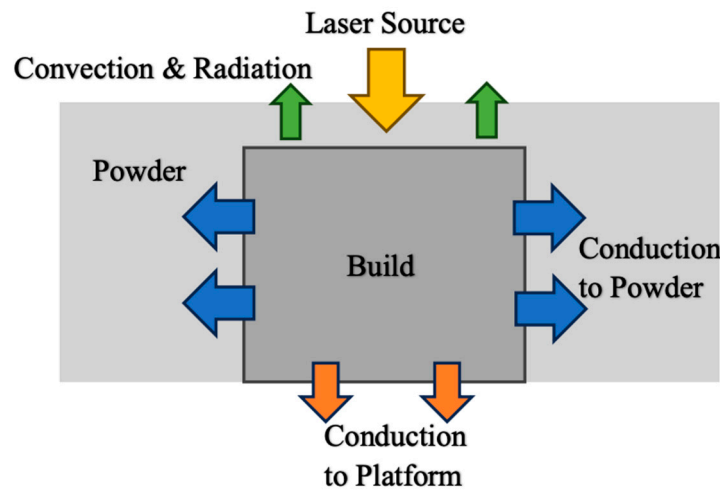 Laser Source
Convection & Radiation
Powder
Build
Conduction
to Powder
Conduction
to Platform